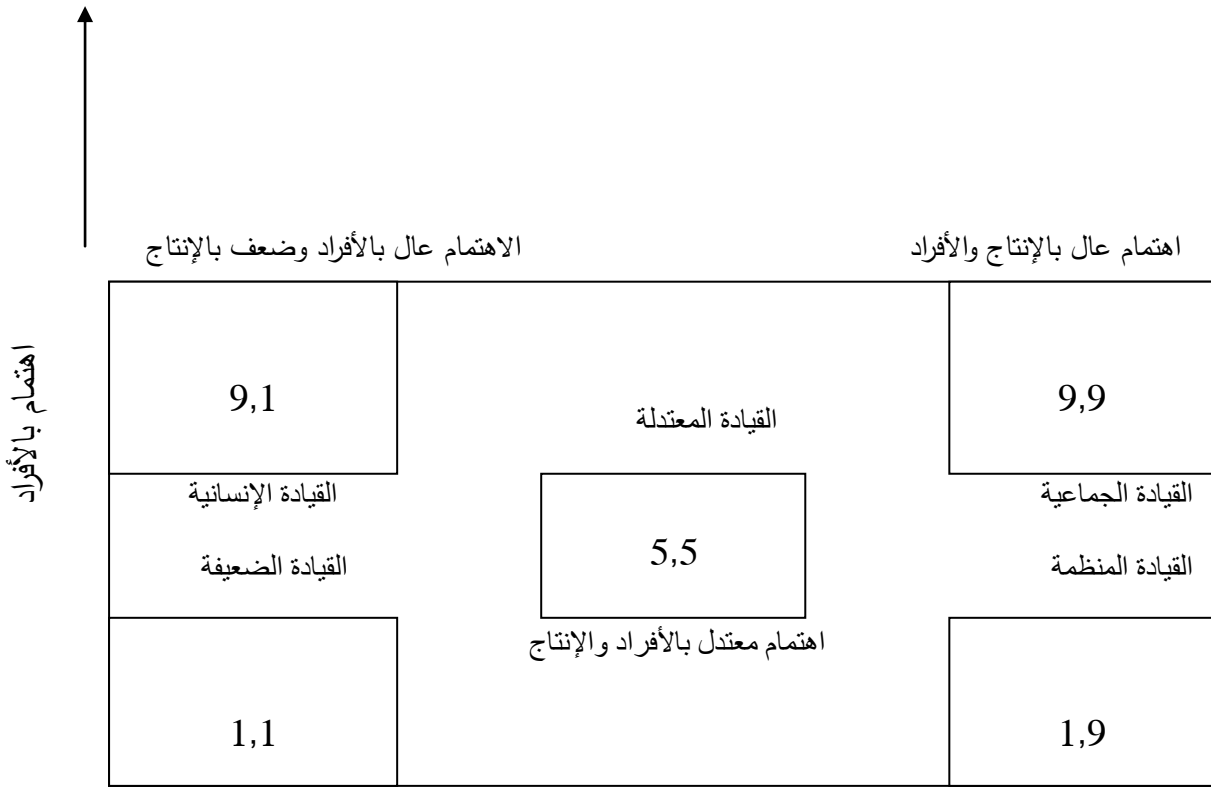 اهتمام عال بالإنتاج والأفراد
الاهتمام عال بالأفراد وضعف بالإنتاج
اهتمام بالأفراد
9,9
9,1
القيادة المعتدلة
القيادة الجماعية
القيادة الإنسانية
5,5
القيادة المنظمة
القيادة الضعيفة
اهتمام معتدل بالأفراد والإنتاج
1,9
1,1